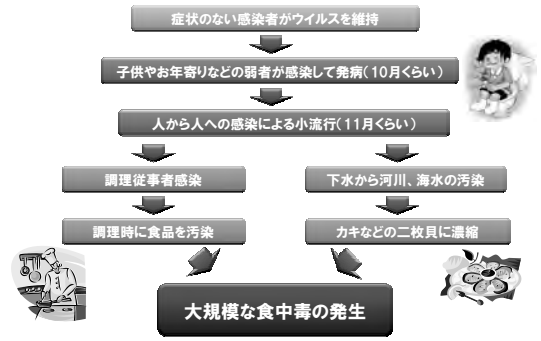 症状のない感染者がウイルスを維持
子供やお年寄りなどの弱者が感染して発病（10月くらい）
人から人への感染による小流行（11月くらい）
調理従事者感染
下水から河川、海水の汚染
調理時に食品を汚染
カキなどの二枚貝に濃縮
大規模な食中毒の発生